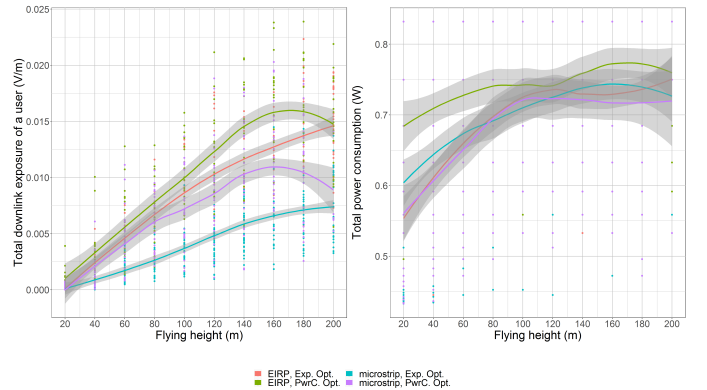 Total downlink exposure of a user (V/m)
0.025
0.020
0.015
0.010
0.005
0.000
20 40 60 80 100 120 140 160 180 200
Flying height (m)
Total power consumption (W)
0.8
0.7
0.6
0.5
20 40 60 80 100 120 140 160 180 200
Flying height (m)
EIRP, Exp. Opt. microstrip, Exp. Opt.
EIRP, PwrC. Opt. microstrip, PwrC. Opt.